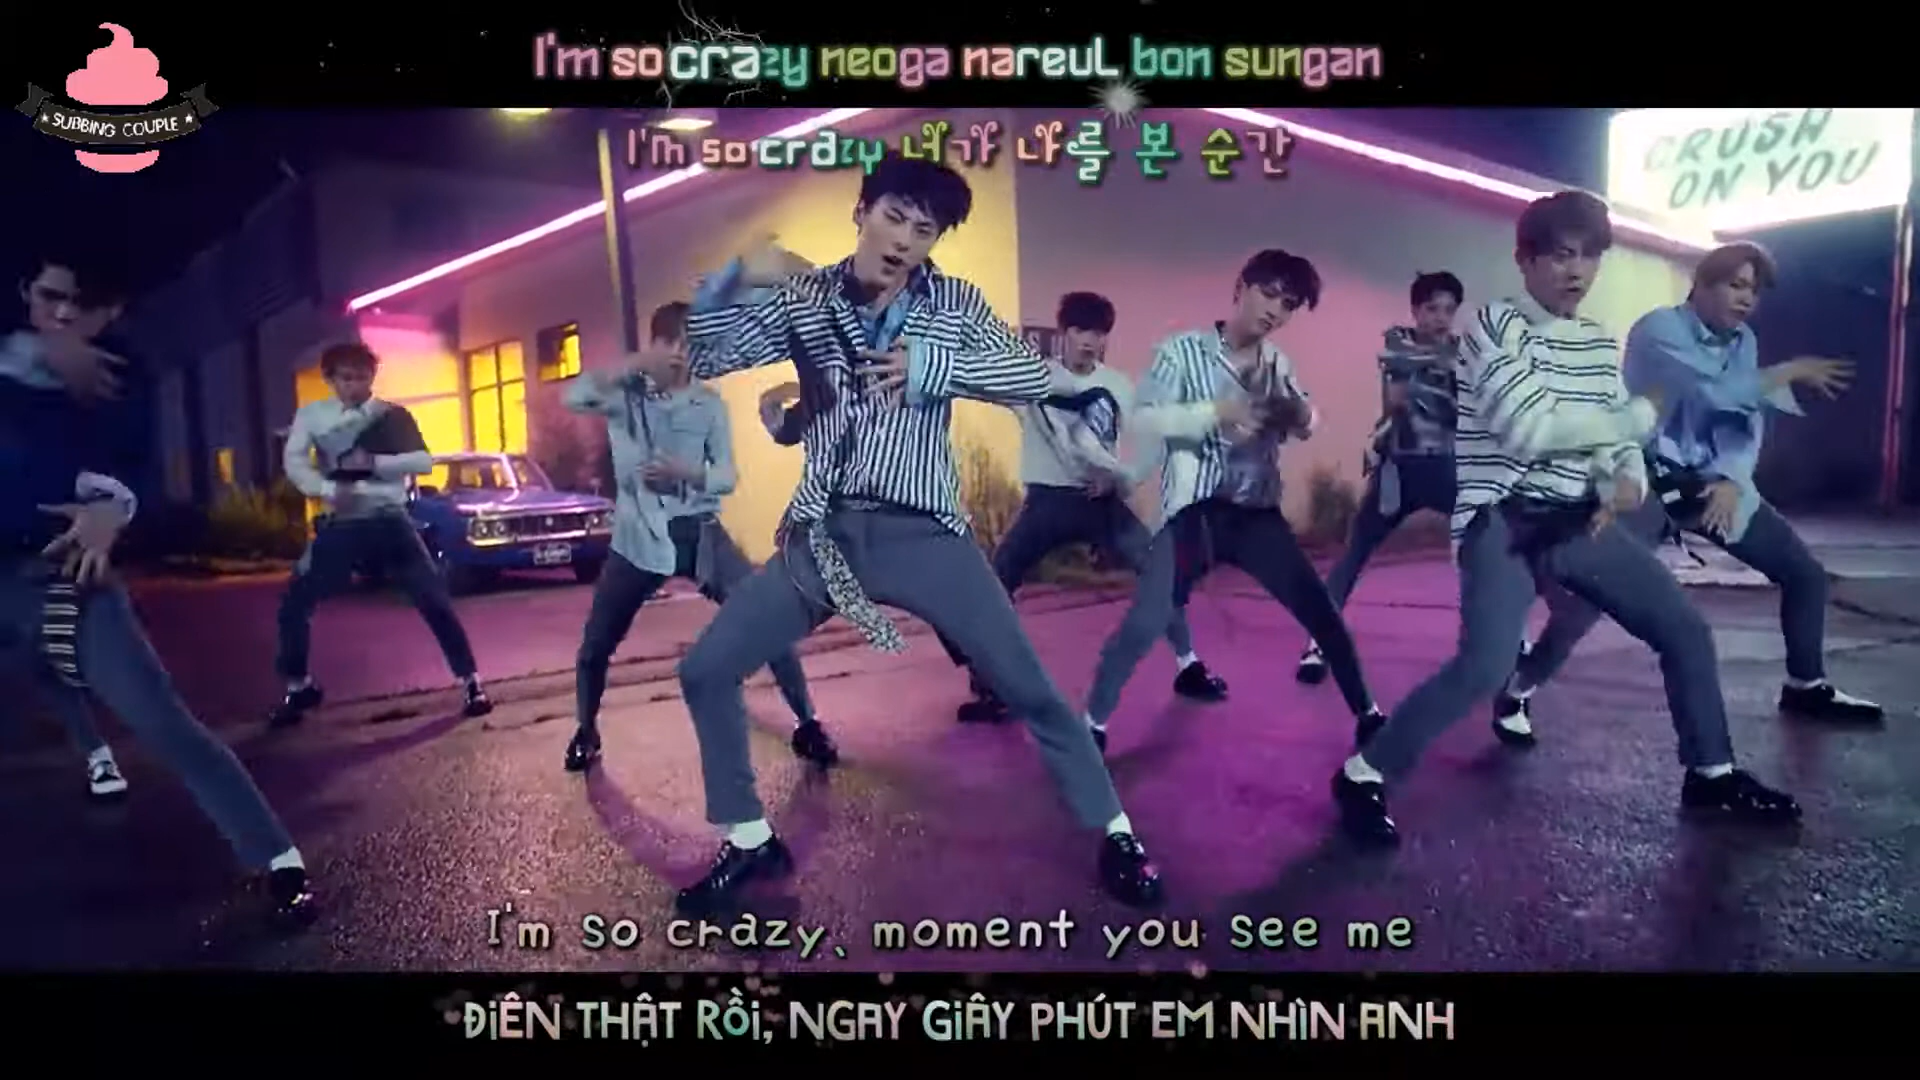 I'm so crazy neoga nareul bon sungan
SUBBING COUPLE
I'm so crazy 너가 나를 본 순간
CRUSH
ON YOU
I'm so crazy, moment you see me
ĐIÊN THẬT RỒI, NGAY GIÂY PHÚT EM NHÌN ANH